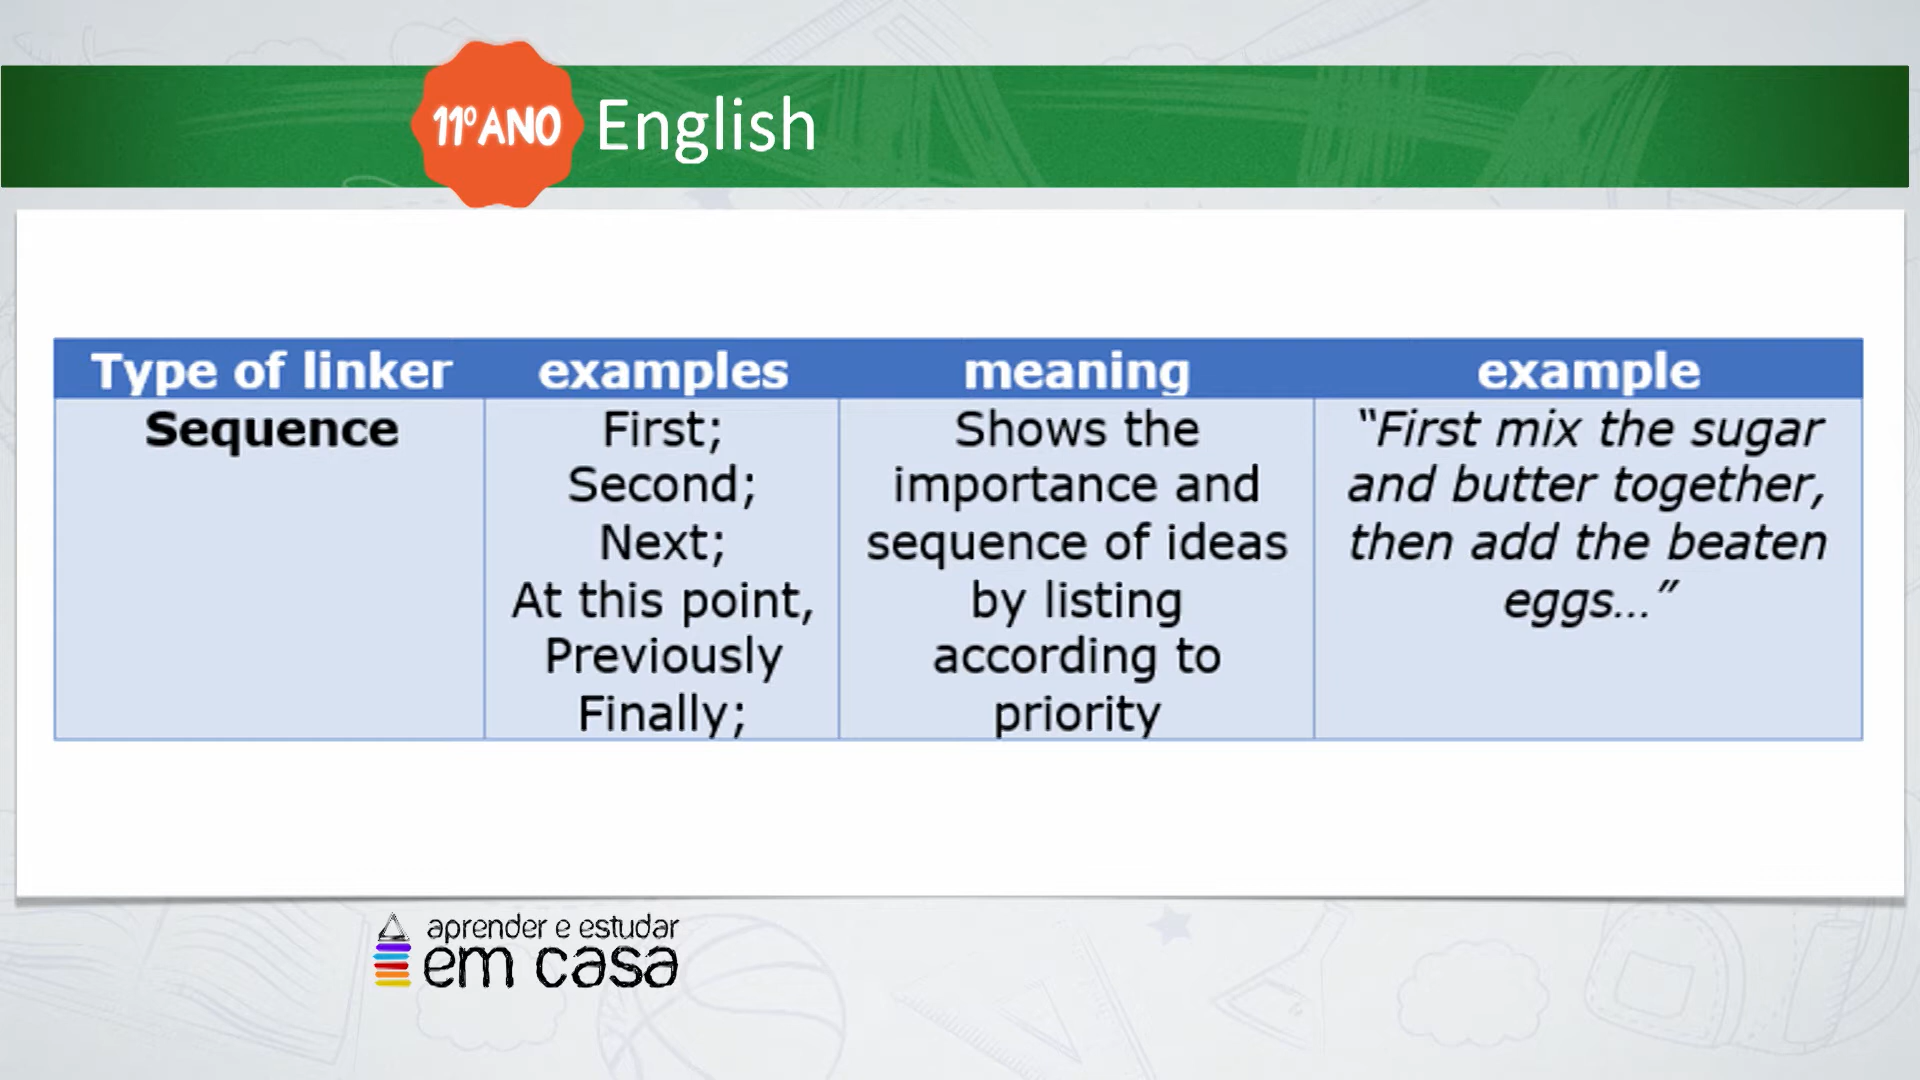 11º ANO English
Type of linker examples meaning example
Sequence
First;
Second;
Next;
At this point,
Previously
Finally;
Shows the
importance and
sequence of ideas
by listing
according to
priority
“First mix the sugar
and butter together,
then add the beaten
eggs…”
aprender e estudar
em casa